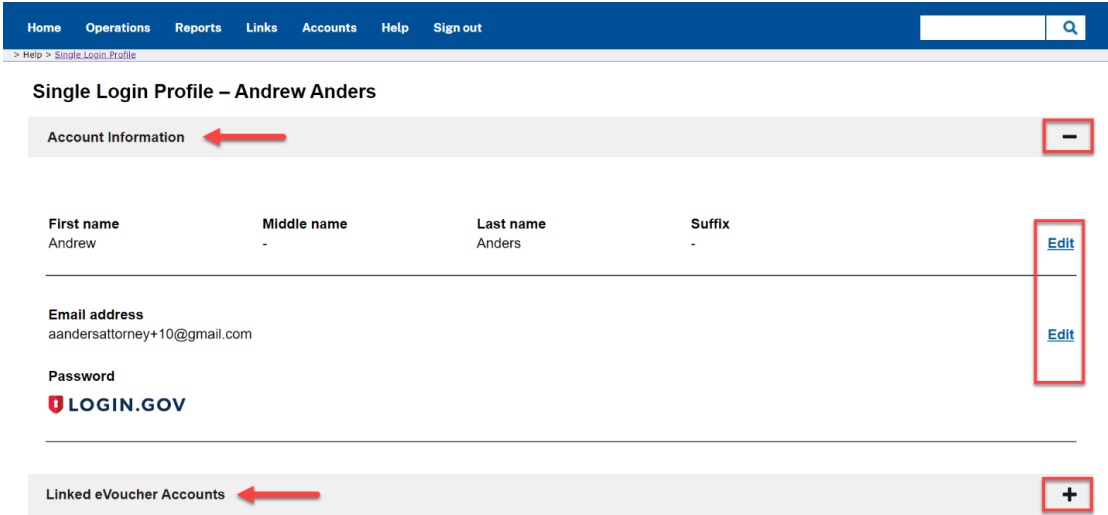 Home Operations Reports Links Accounts Help Sign out
> Help > Single Login Profile
Single Login Profile – Andrew Anders
Account Information
First name Middle name Last name Suffix
Andrew - Anders - Edit
Email address
aandersattorney+10@gmail.com Edit
Password
LOGIN.GOV
Linked eVoucher Accounts